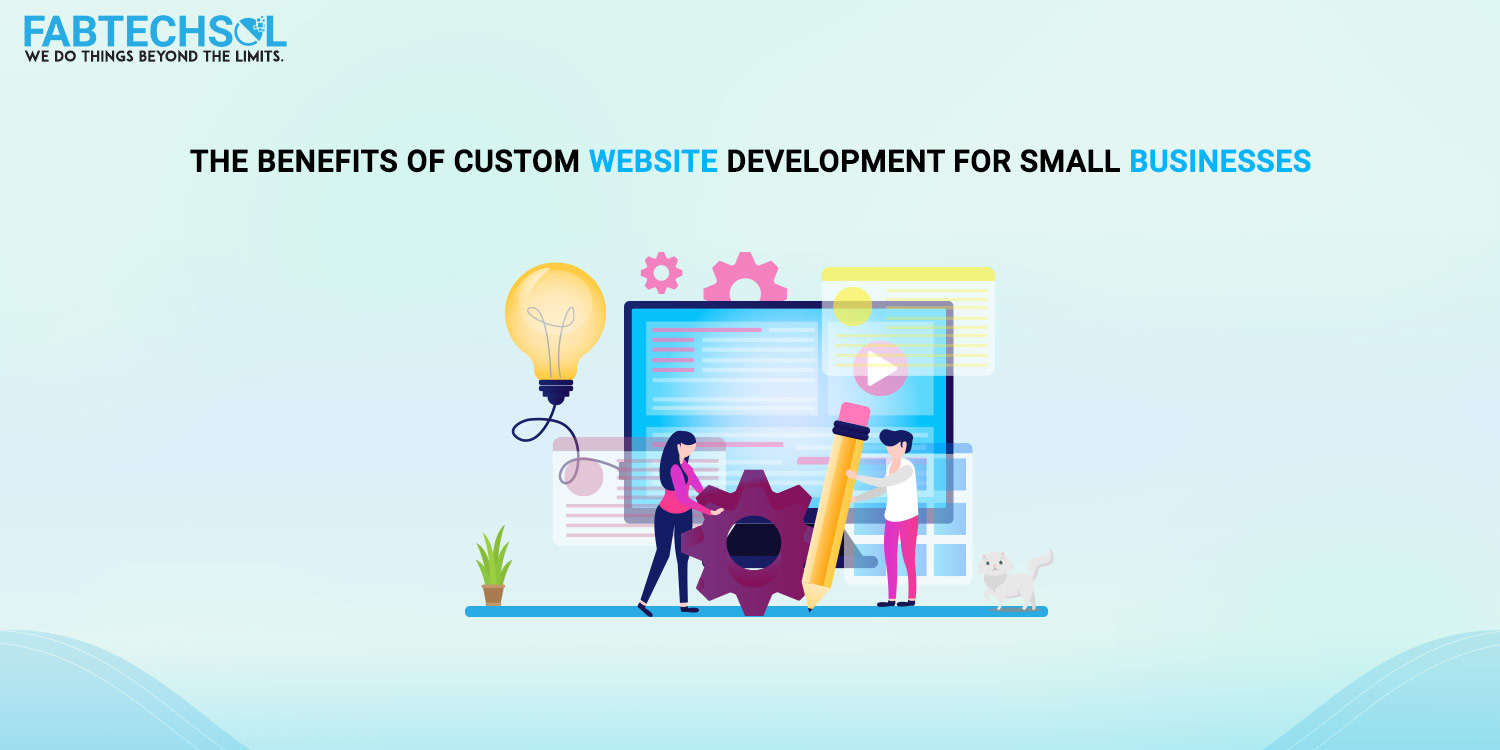 FABTECHSOL
WE DO THINGS BEYOND THE LIMITS.
THE BENEFITS OF CUSTOM WEBSITE DEVELOPMENT FOR SMALL BUSINESSES